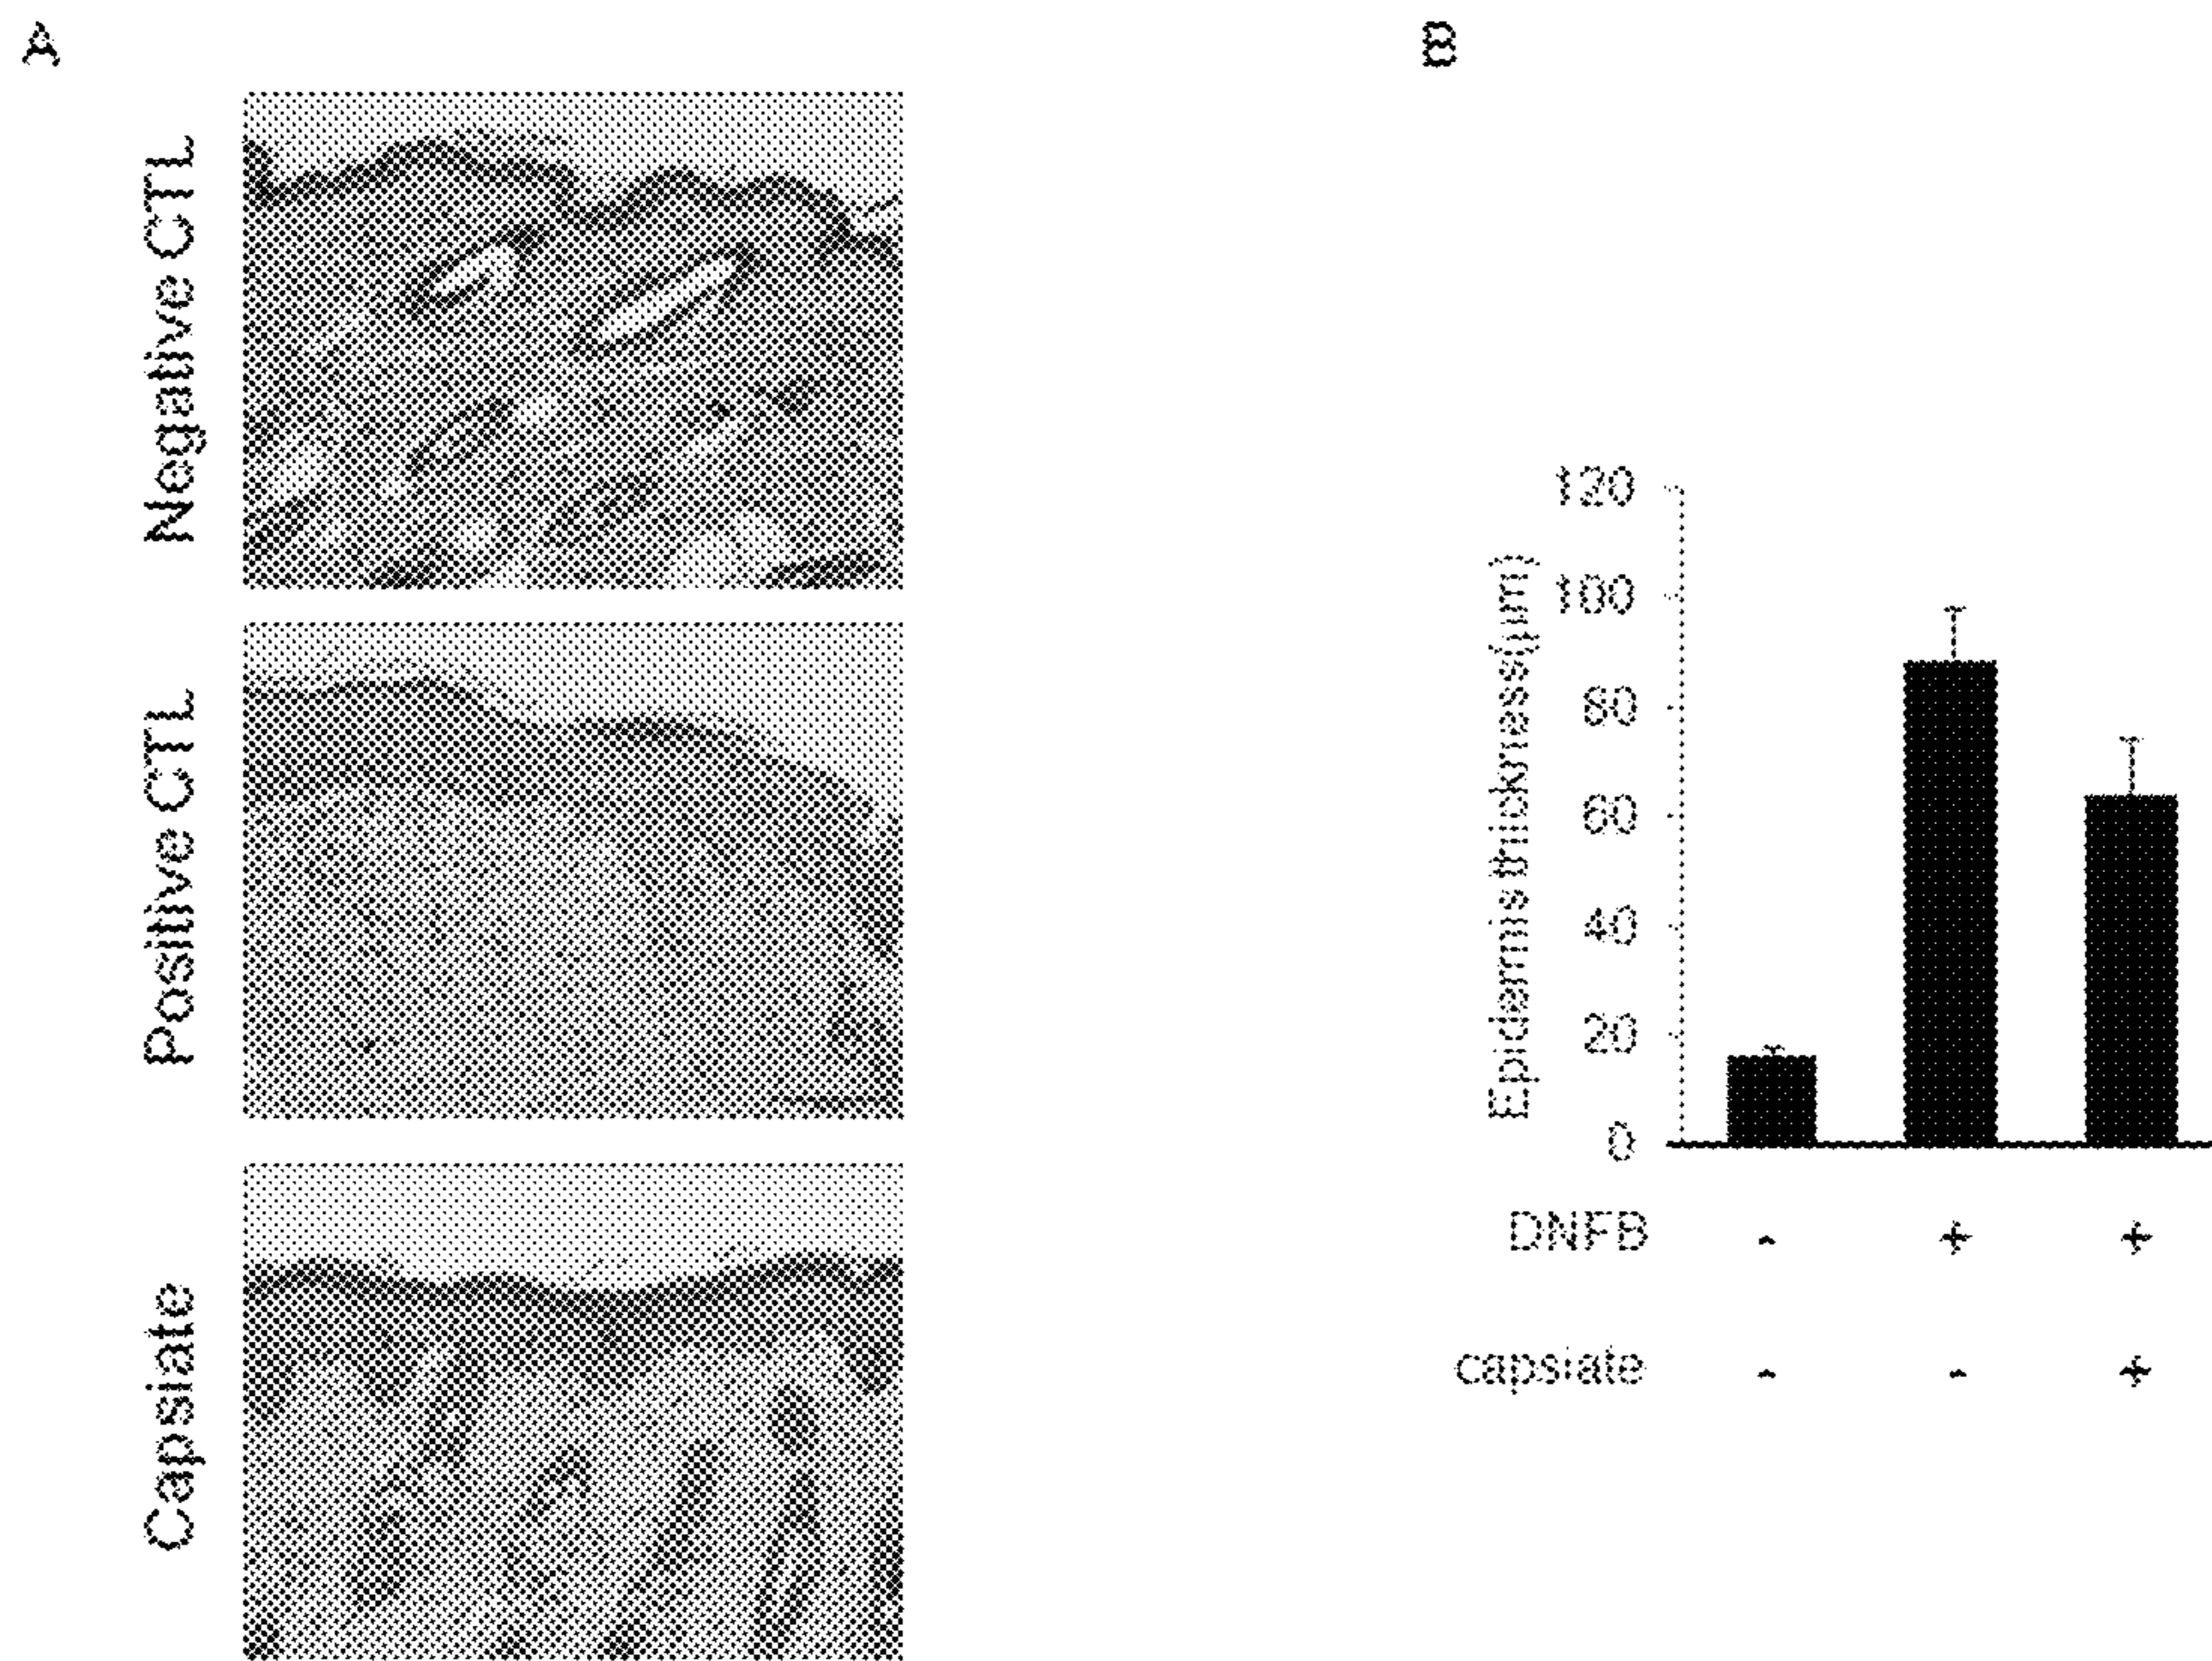 A
Negative CTL
Positive CTL
Capsiate
B
Epidermis thickness(μm)
120
100
80
60
40
20
0
DNFB - + +
capsiate - - +